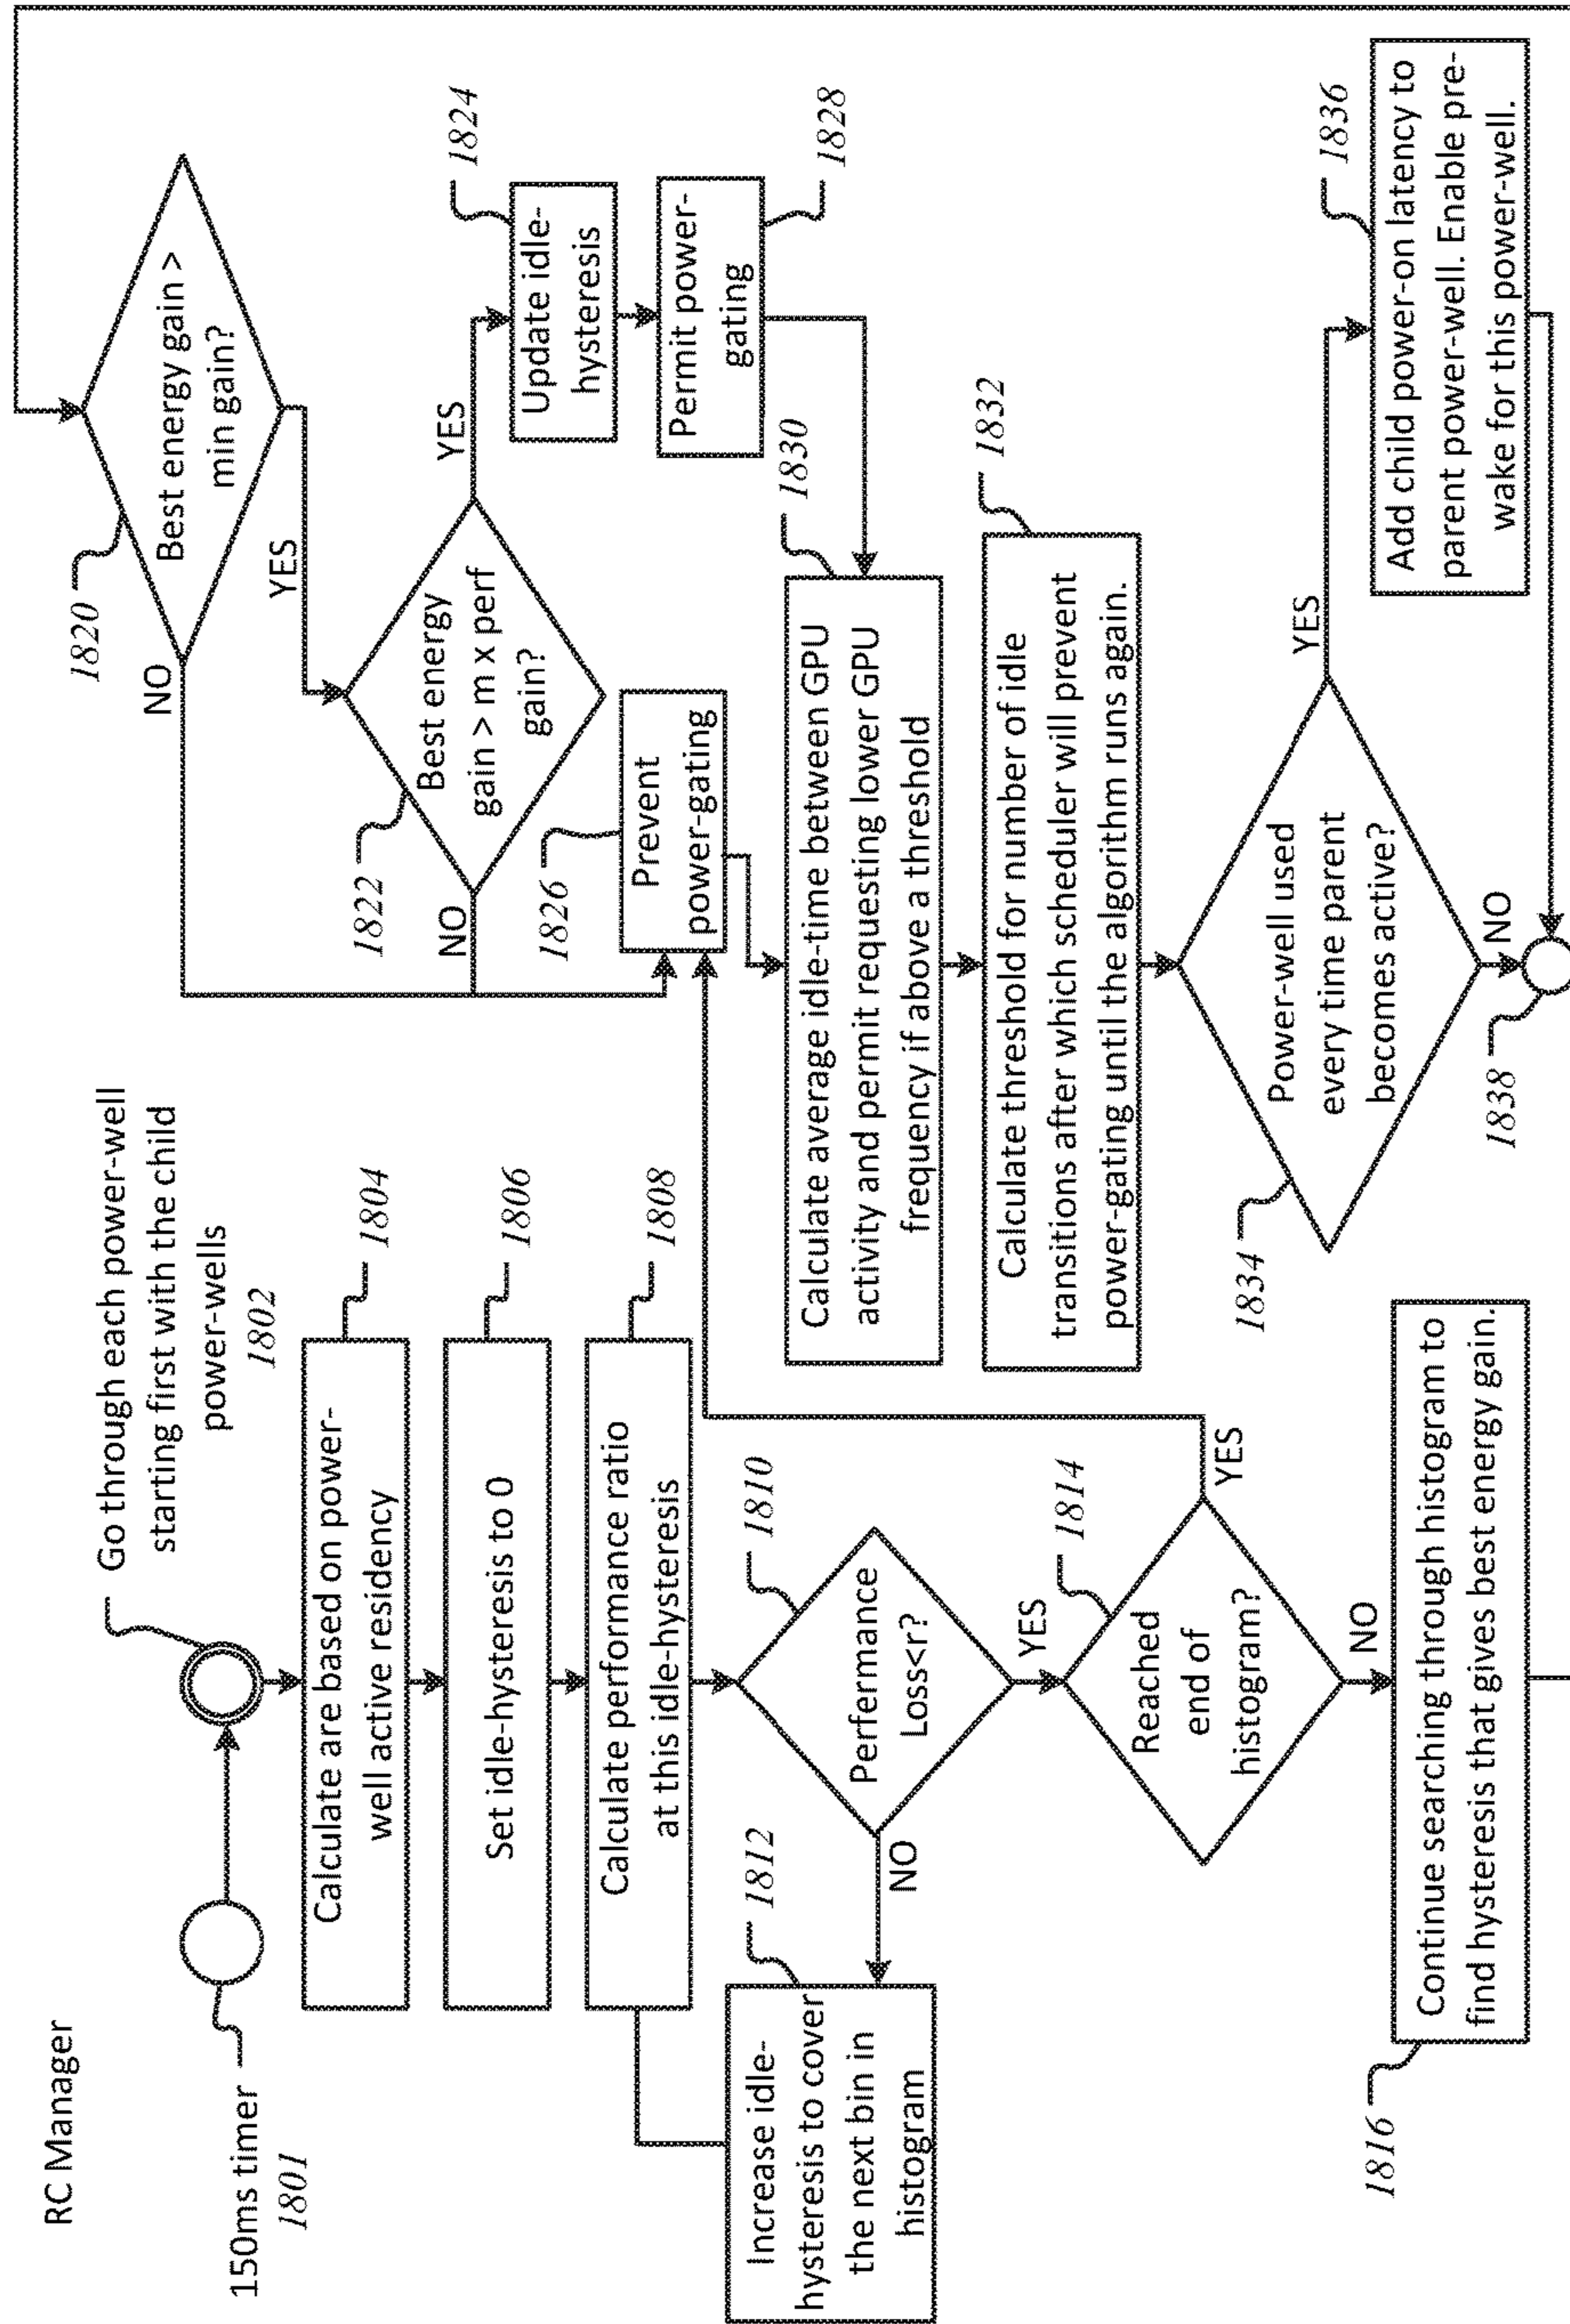 RC Manager
150ms timer
1801
Go through each power-well
starting first with the child
power-wells
1802
Calculate are based on power-
well active residency
1804
Set idle-hysteresis to 0
1806
Calculate performance ratio
at this idle-hysteresis
1808
Perfermance
Loss<r?
1810
NO
YES
Increase idle-
hysteresis to cover
the next bin in
histogram
1812
Reached
end of
histogram?
1814
YES
NO
Continue searching through histogram to
find hysteresis that gives best energy gain.
1816
Best energy gain >
min gain?
1820
NO
YES
Best energy
gain > m x perf
gain?
1822
NO
YES
Update idle-
hysteresis
1824
Prevent
power-gating
1826
Permit power-
gating
1828
Calculate average idle-time between GPU
activity and permit requesting lower GPU
frequency if above a threshold
1830
Calculate threshold for number of idle
transitions after which scheduler will prevent
power-gating until the algorithm runs again.
1832
Power-well used
every time parent
becomes active?
1834
YES
NO
Add child power-on latency to
parent power-well. Enable pre-
wake for this power-well.
1836
1838